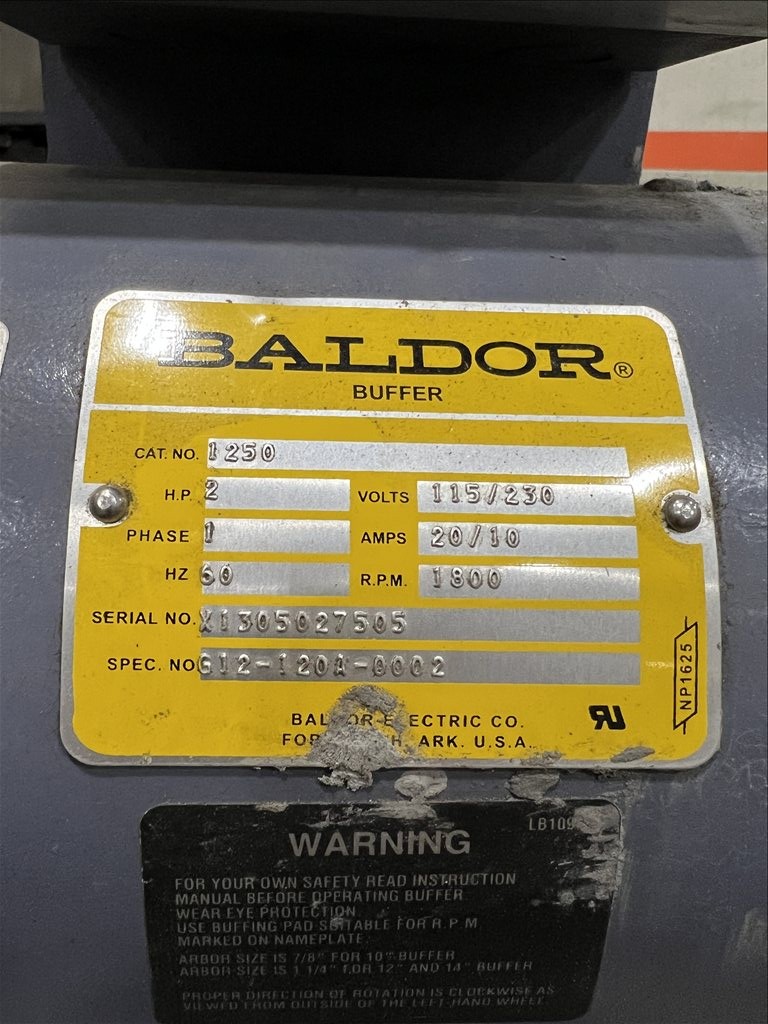 BALDOR®
BUFFER
CAT. NO. 1250
H.P. 2 VOLTS 115/230
PHASE 1 AMPS 20/10
HZ 60 R.P.M. 1800
SERIAL NO. X1305027505
SPEC. NO. G12-120A-0002
NP1625
ELECTRIC CO.
ARK. U.S.A.
WARNING
FOR YOUR OWN SAFETY READ INSTRUCTION
MANUAL BEFORE OPERATING BUFFER
WEAR EYE PROTECTION
USE BUFFING PAD SUITABLE FOR R.P.M
MARKED ON NAMEPLATE.
ARBOR SIZE IS 7/8" FOR 10" BUFFER
ARBOR SIZE IS 1 1/4" FOR 12" AND 14" BUFFER
PROPER DIRECTION OF ROTATION IS CLOCKWISE AS
VIEWED FROM OUTSIDE OF THE LEFT-HAND WHEEL